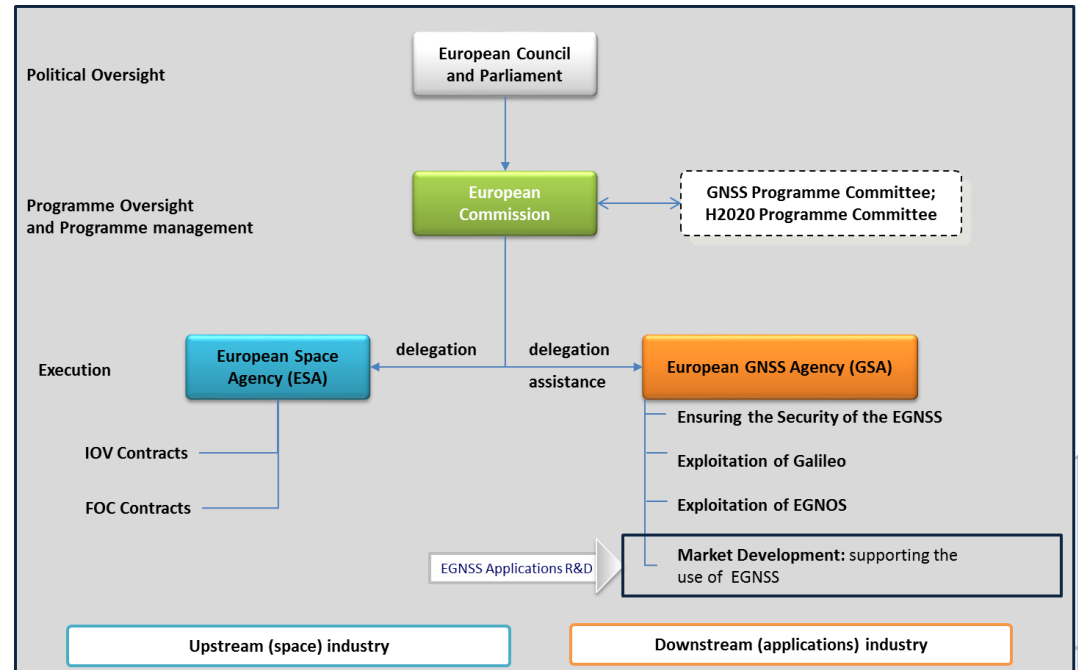 European Council
and Parliament
Political Oversight
European
Commission
GNSS Programme Committee;
H2020 Programme Committee
Programme Oversight
and Programme management
European Space
Agency (ESA)
delegation
delegation
assistance
European GNSS Agency (GSA)
Execution
Ensuring the Security of the EGNSS
IOV Contracts
Exploitation of Galileo
FOC Contracts
Exploitation of EGNOS
EGNSS Applications R&D
Market Development: supporting the
use of EGNSS
Upstream (space) industry
Downstream (applications) industry